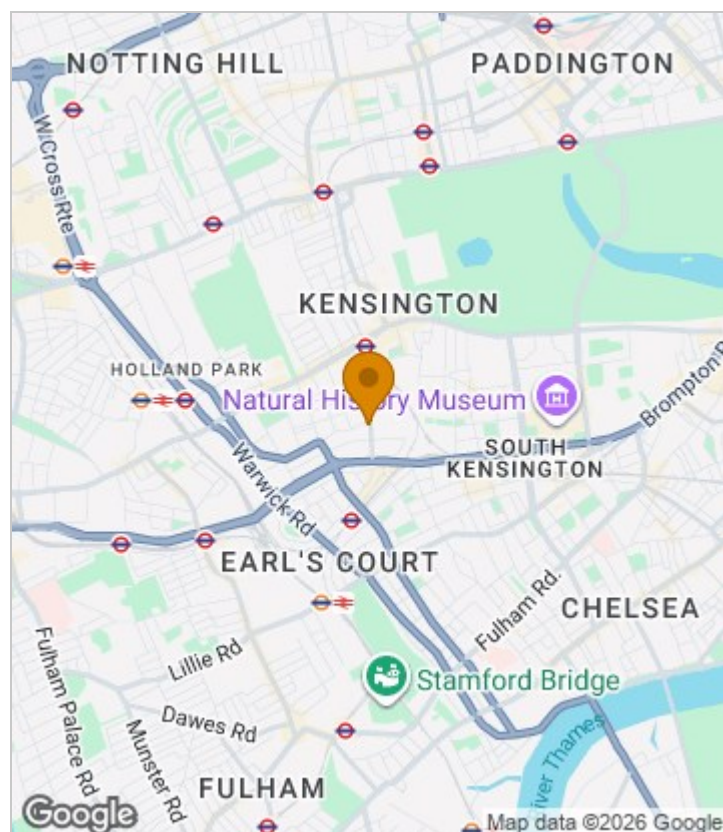 NOTTING HILL
PADDINGTON
W Cross Rte
KENSINGTON
HOLLAND PARK
Natural History Museum
Brompton
SOUTH
KENSINGTON
Warwick Rd
EARL'S COURT
Fulham Rd.
CHELSEA
Lillie Rd
Stamford Bridge
Fulham Palace Rd
Dawes Rd
Munster Rd
FULHAM
River Thames
Google
Map data ©2026 Google